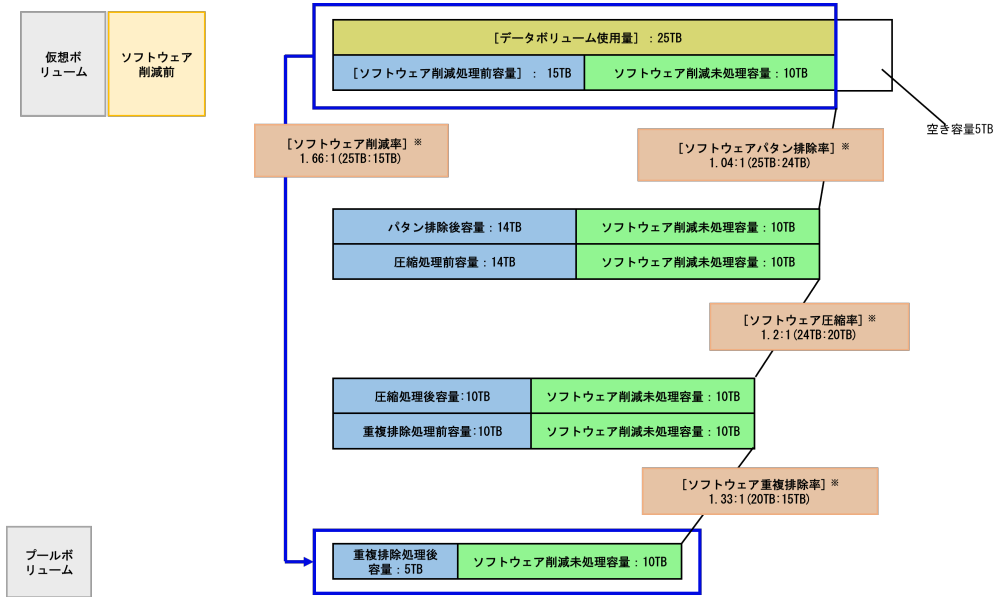 仮想ボ
リューム
ソフトウェア
削減前
[データボリューム使用量] : 25TB
[ソフトウェア削減処理前容量] : 15TB
ソフトウェア削減未処理容量：10TB
空き容量5TB
[ソフトウェア削減率] ※
1.66:1(25TB:15TB)
[ソフトウェアパタン排除率] ※
1.04:1(25TB:24TB)
パタン排除後容量：14TB
ソフトウェア削減未処理容量：10TB
圧縮処理前容量：14TB
ソフトウェア削減未処理容量：10TB
[ソフトウェア圧縮率] ※
1.2:1(24TB:20TB)
圧縮処理後容量:10TB
ソフトウェア削減未処理容量：10TB
重複排除処理前容量:10TB
ソフトウェア削減未処理容量：10TB
[ソフトウェア重複排除率] ※
1.33:1(20TB:15TB)
プールボ
リューム
重複排除処理後
容量：5TB
ソフトウェア削減未処理容量：10TB